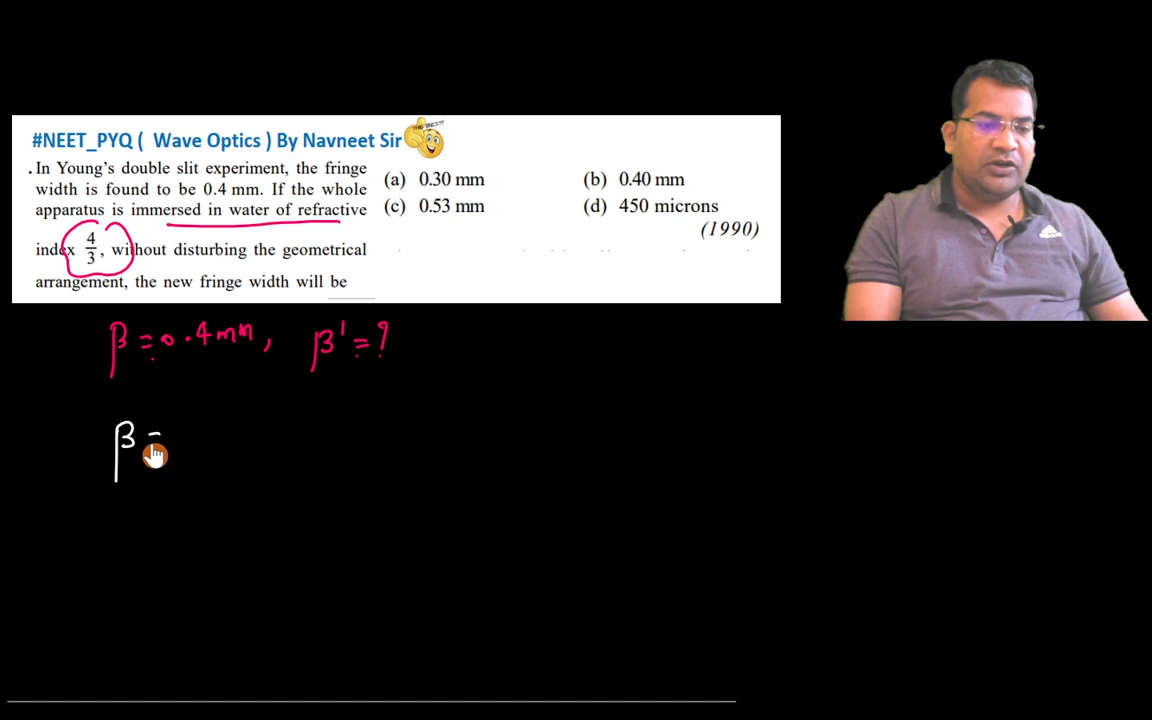 #NEET_PYQ ( Wave Optics ) By Navneet Sir
. In Young's double slit experiment, the fringe
width is found to be 0.4 mm. If the whole
apparatus is immersed in water of refractive
index 4/3, without disturbing the geometrical
arrangement, the new fringe width will be
(a) 0.30 mm (b) 0.40 mm
(c) 0.53 mm (d) 450 microns
(1990)
β = 0.4 mm, β' = ?
β =